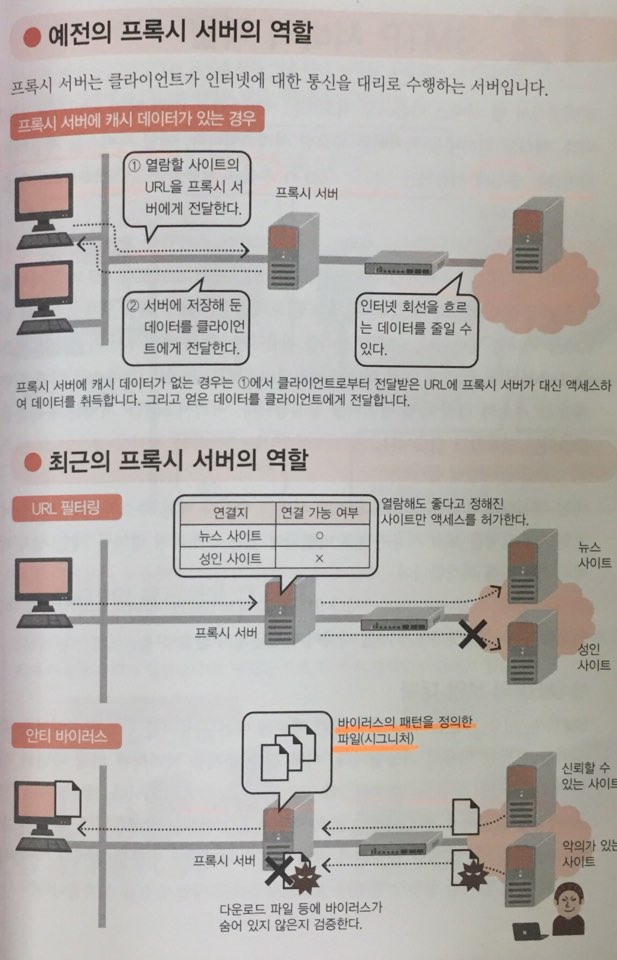 예전의 프록시 서버의 역할
프록시 서버는 클라이언트가 인터넷에 대한 통신을 대리로 수행하는 서버입니다.
프록시 서버에 캐시 데이터가 있는 경우
① 열람할 사이트의
URL을 프록시 서
버에게 전달한다.
프록시 서버
② 서버에 저장해 둔
데이터를 클라이언
트에게 전달한다.
인터넷 회선을 흐르
는 데이터를 줄일 수
있다.
프록시 서버에 캐시 데이터가 없는 경우는 ①에서 클라이언트로부터 전달받은 URL에 프록시 서버가 대신 액세스하
여 데이터를 취득합니다. 그리고 얻은 데이터를 클라이언트에게 전달합니다.
최근의 프록시 서버의 역할
URL 필터링
연결지 연결 가능 여부
뉴스 사이트 ○
성인 사이트 ×
열람해도 좋다고 정해진
사이트만 액세스를 허가한다.
뉴스
사이트
프록시 서버
성인
사이트
안티 바이러스
바이러스의 패턴을 정의한
파일(시그니처)
신뢰할 수
있는 사이트
프록시 서버
악의가 있는
사이트
다운로드 파일 등에 바이러스가
숨어 있지 않은지 검증한다.